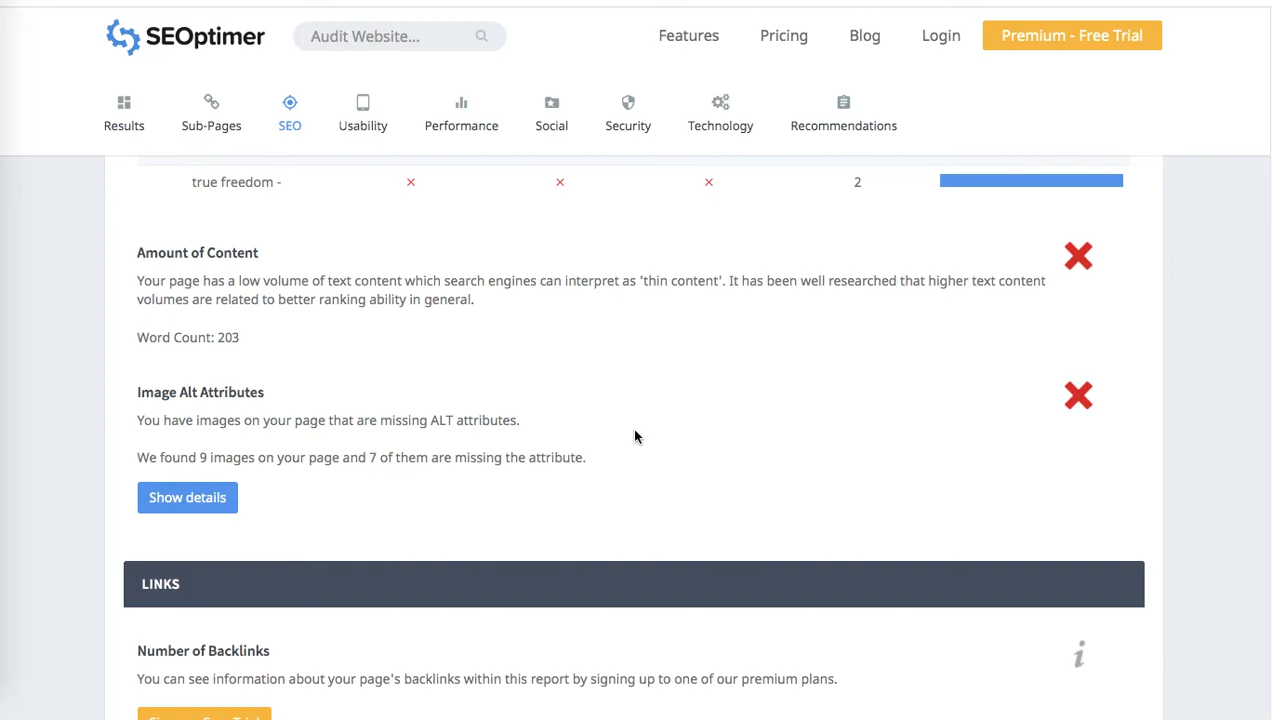 SEOptimer
Audit Website...
Features
Pricing
Blog
Login
Premium - Free Trial
Results
Sub-Pages
SEO
Usability
Performance
Social
Security
Technology
Recommendations
true freedom -
2
Amount of Content
Your page has a low volume of text content which search engines can interpret as 'thin content'. It has been well researched that higher text content
volumes are related to better ranking ability in general.
Word Count: 203
Image Alt Attributes
You have images on your page that are missing ALT attributes.
We found 9 images on your page and 7 of them are missing the attribute.
Show details
LINKS
Number of Backlinks
You can see information about your page's backlinks within this report by signing up to one of our premium plans.